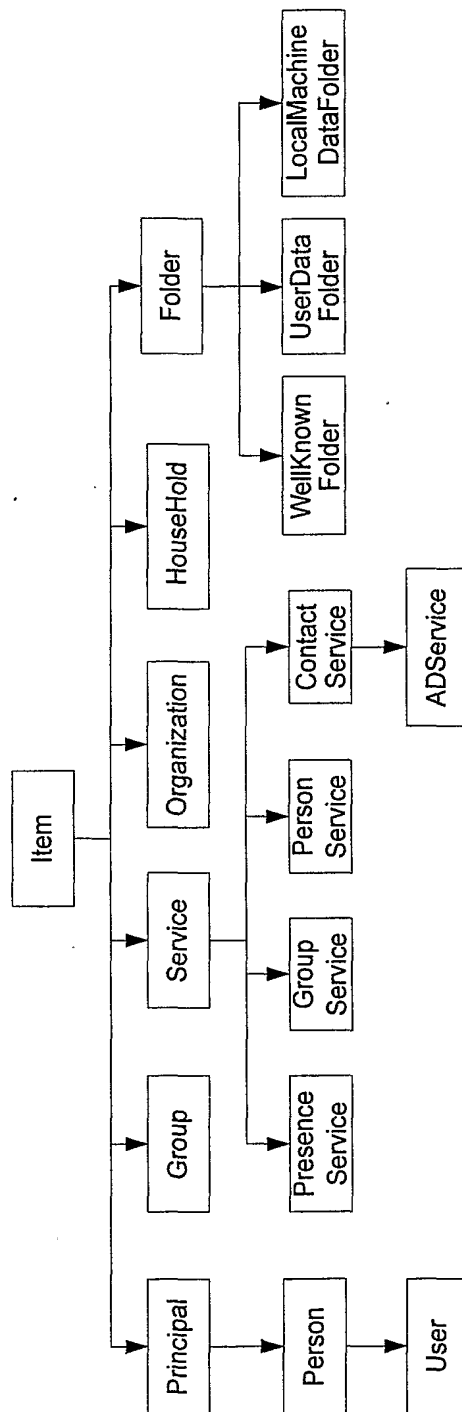 Item
Principal
Group
Service
Organization
HouseHold
Folder
Person
Presence
Service
Group
Service
Person
Service
Contact
Service
WellKnown
Folder
UserData
Folder
LocalMachine
DataFolder
User
ADService